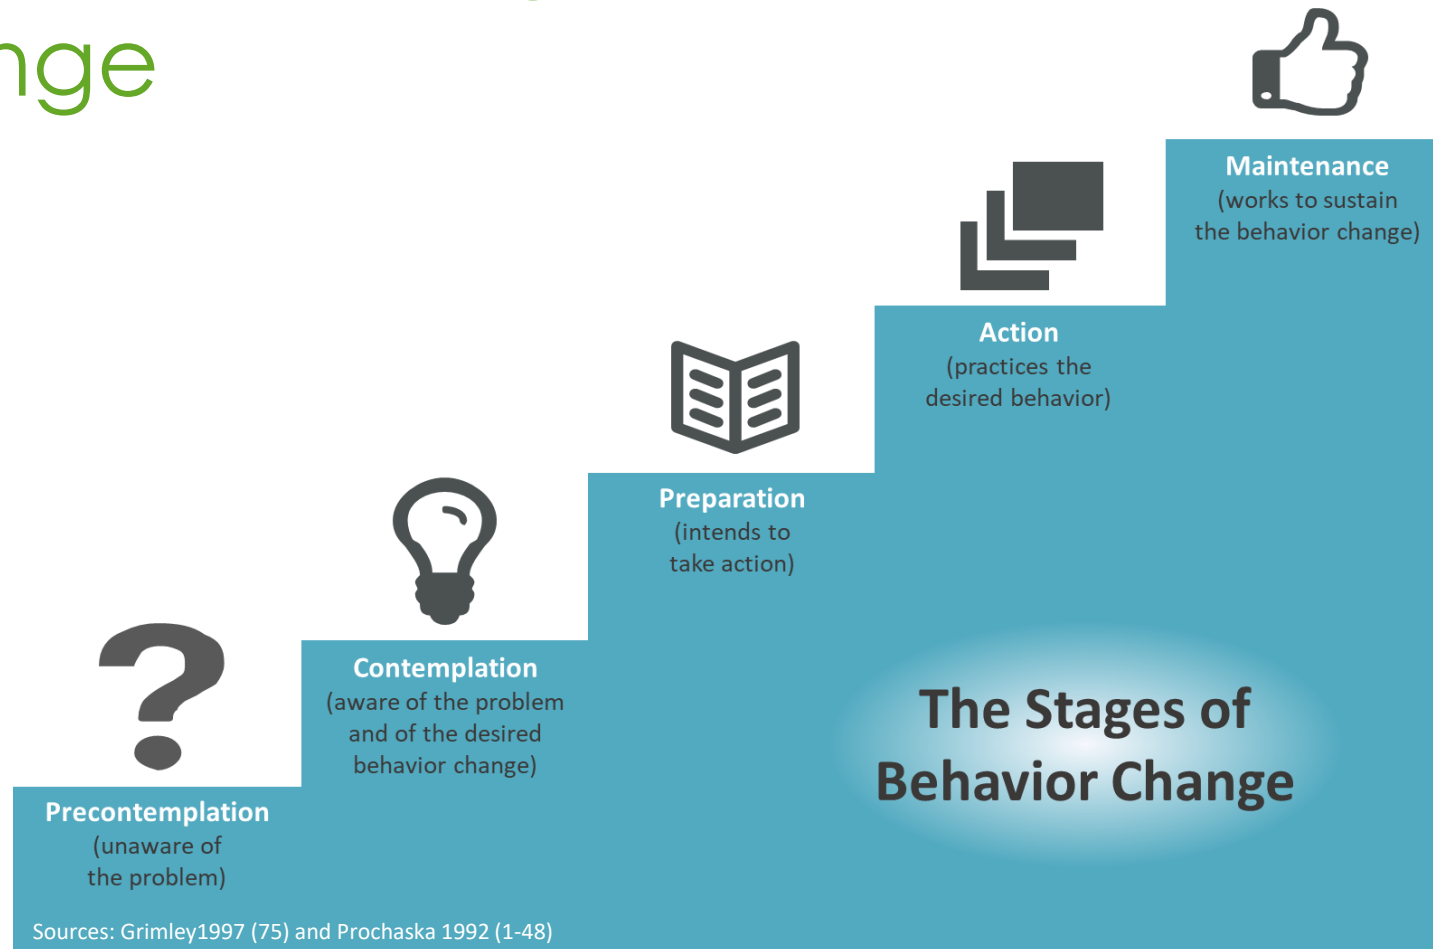 nge
Precontemplation
(unaware of
the problem)
Contemplation
(aware of the problem
and of the desired
behavior change)
Preparation
(intends to
take action)
Action
(practices the
desired behavior)
Maintenance
(works to sustain
the behavior change)
The Stages of
Behavior Change
Sources: Grimley1997 (75) and Prochaska 1992 (1-48)